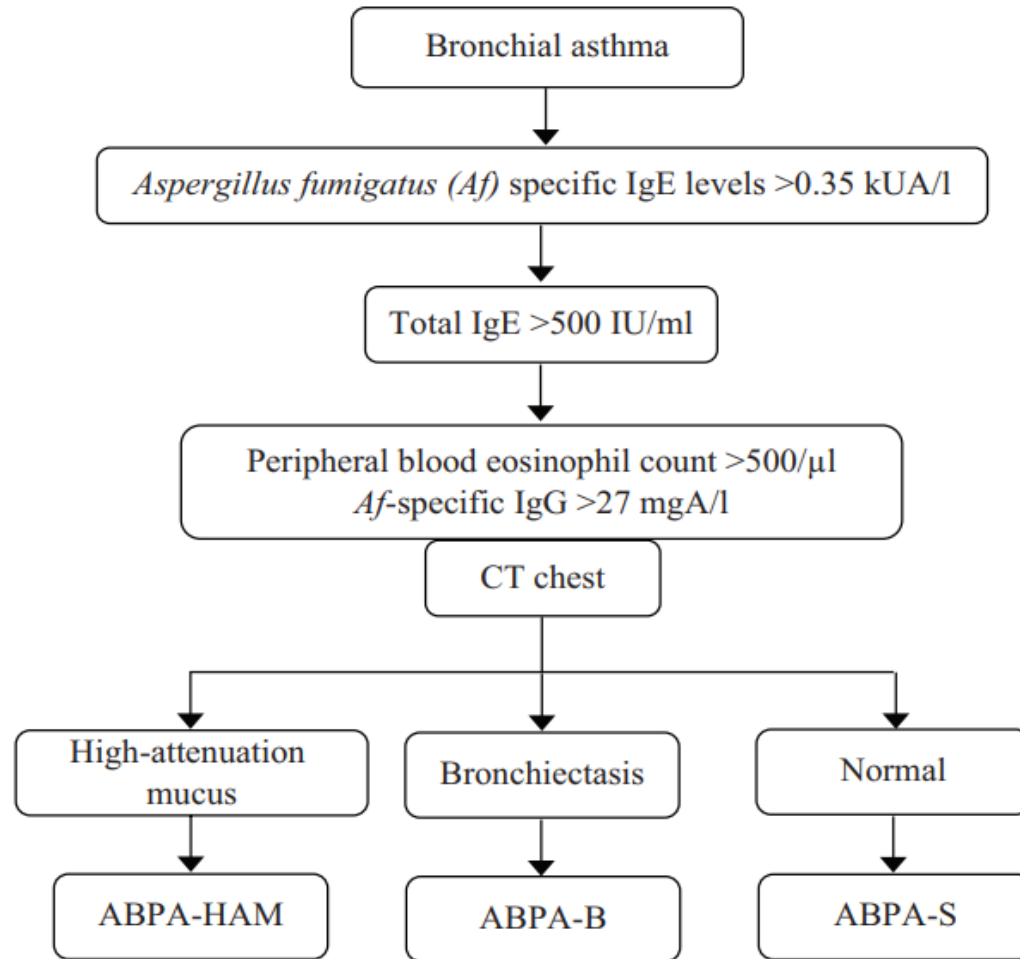 Bronchial asthma
Aspergillus fumigatus (Af) specific IgE levels >0.35 kUA/l
Total IgE >500 IU/ml
Peripheral blood eosinophil count >500/µl
Af-specific IgG >27 mgA/l
CT chest
High-attenuation
mucus
Bronchiectasis
Normal
ABPA-HAM
ABPA-B
ABPA-S